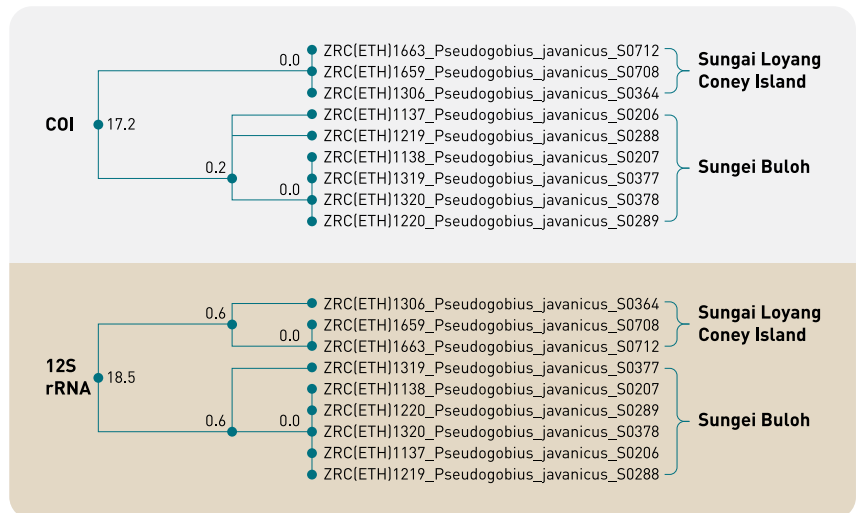 0.0
ZRC(ETH)1663_Pseudogobius_javanicus_S0712
ZRC(ETH)1659_Pseudogobius_javanicus_S0708
ZRC(ETH)1306_Pseudogobius_javanicus_S0364
Sungai Loyang
Coney Island
COI
17.2
0.2
0.0
ZRC(ETH)1137_Pseudogobius_javanicus_S0206
ZRC(ETH)1219_Pseudogobius_javanicus_S0288
ZRC(ETH)1138_Pseudogobius_javanicus_S0207
ZRC(ETH)1319_Pseudogobius_javanicus_S0377
ZRC(ETH)1320_Pseudogobius_javanicus_S0378
ZRC(ETH)1220_Pseudogobius_javanicus_S0289
Sungei Buloh
12S
rRNA
18.5
0.6
0.0
ZRC(ETH)1306_Pseudogobius_javanicus_S0364
ZRC(ETH)1659_Pseudogobius_javanicus_S0708
ZRC(ETH)1663_Pseudogobius_javanicus_S0712
Sungai Loyang
Coney Island
0.6
0.0
ZRC(ETH)1319_Pseudogobius_javanicus_S0377
ZRC(ETH)1138_Pseudogobius_javanicus_S0207
ZRC(ETH)1220_Pseudogobius_javanicus_S0289
ZRC(ETH)1320_Pseudogobius_javanicus_S0378
ZRC(ETH)1137_Pseudogobius_javanicus_S0206
ZRC(ETH)1219_Pseudogobius_javanicus_S0288
Sungei Buloh